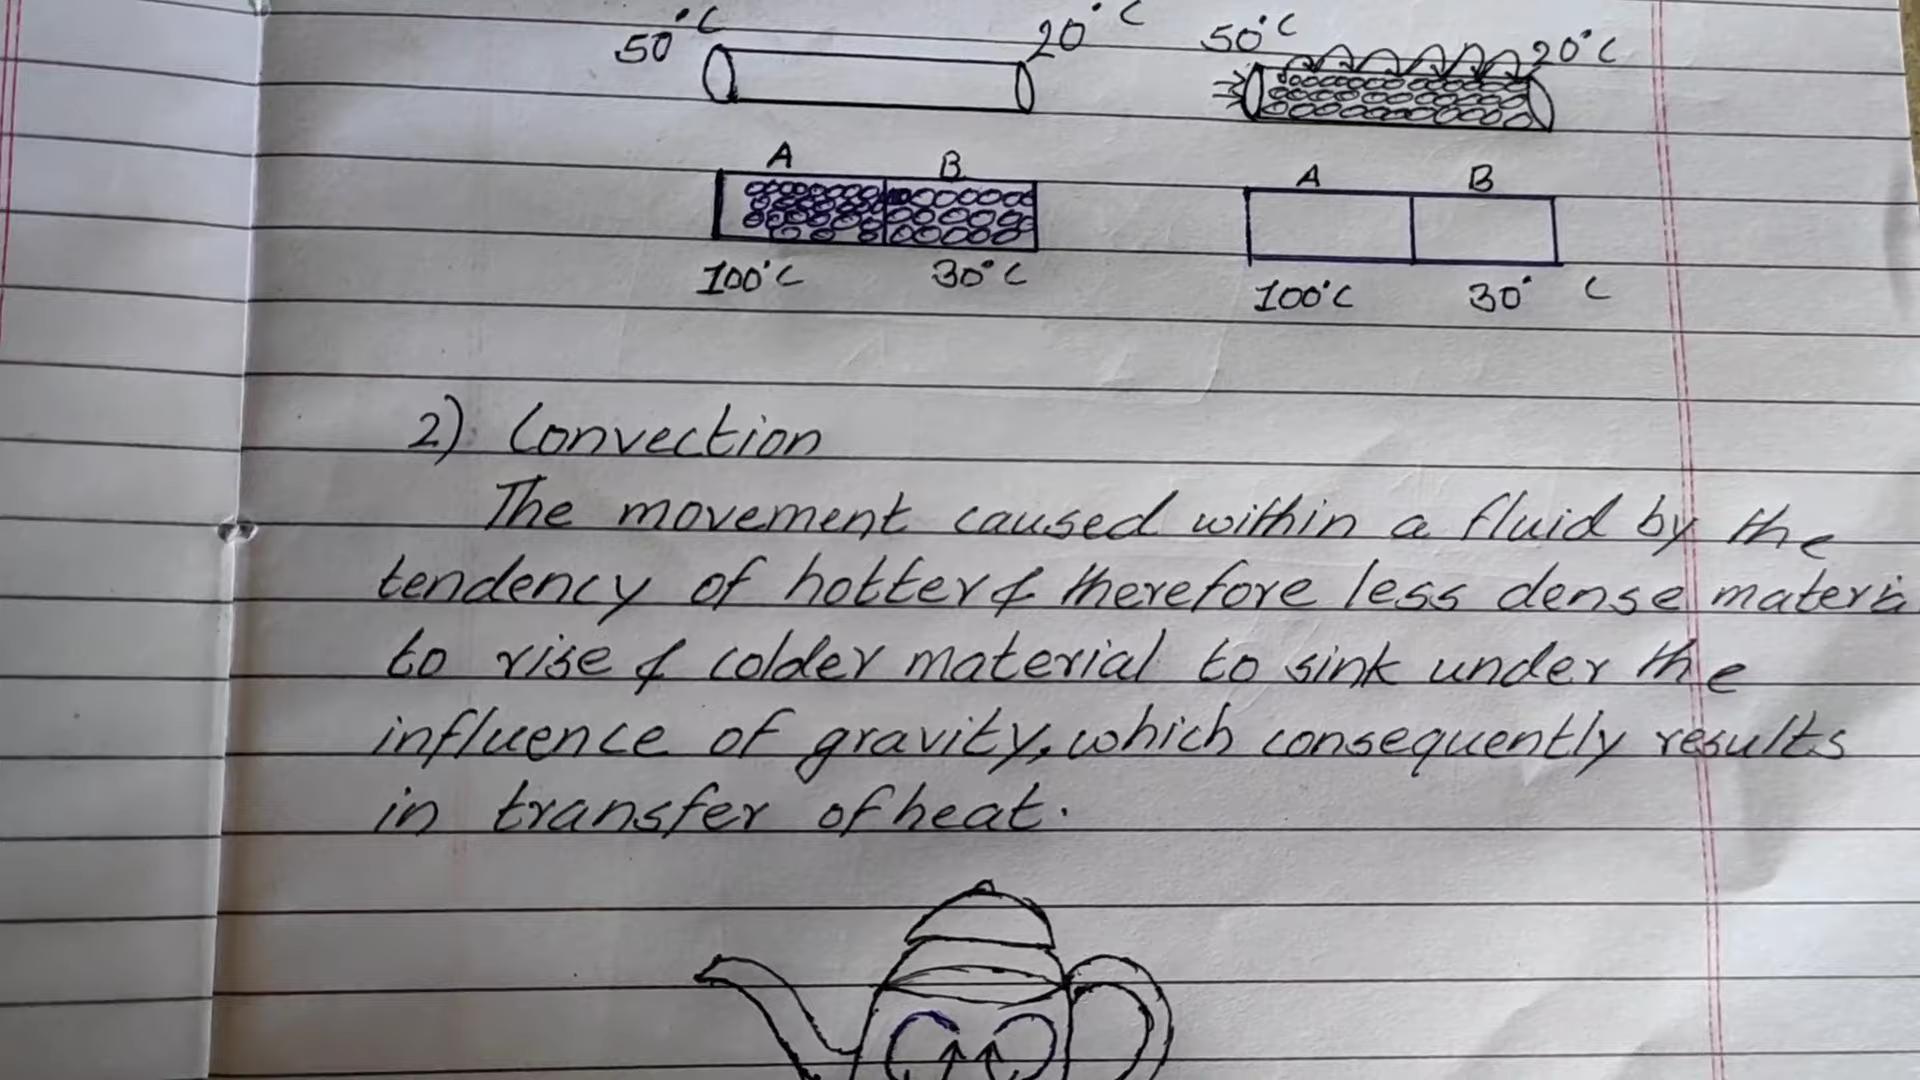 50°C 20°C 50°C 20°C
A B A B
100°C 30°C 100°C 30° C
2) Convection
The movement caused within a fluid by the
tendency of hotter & therefore less dense materi
to rise & colder material to sink under the
influence of gravity, which consequently results
in transfer of heat.